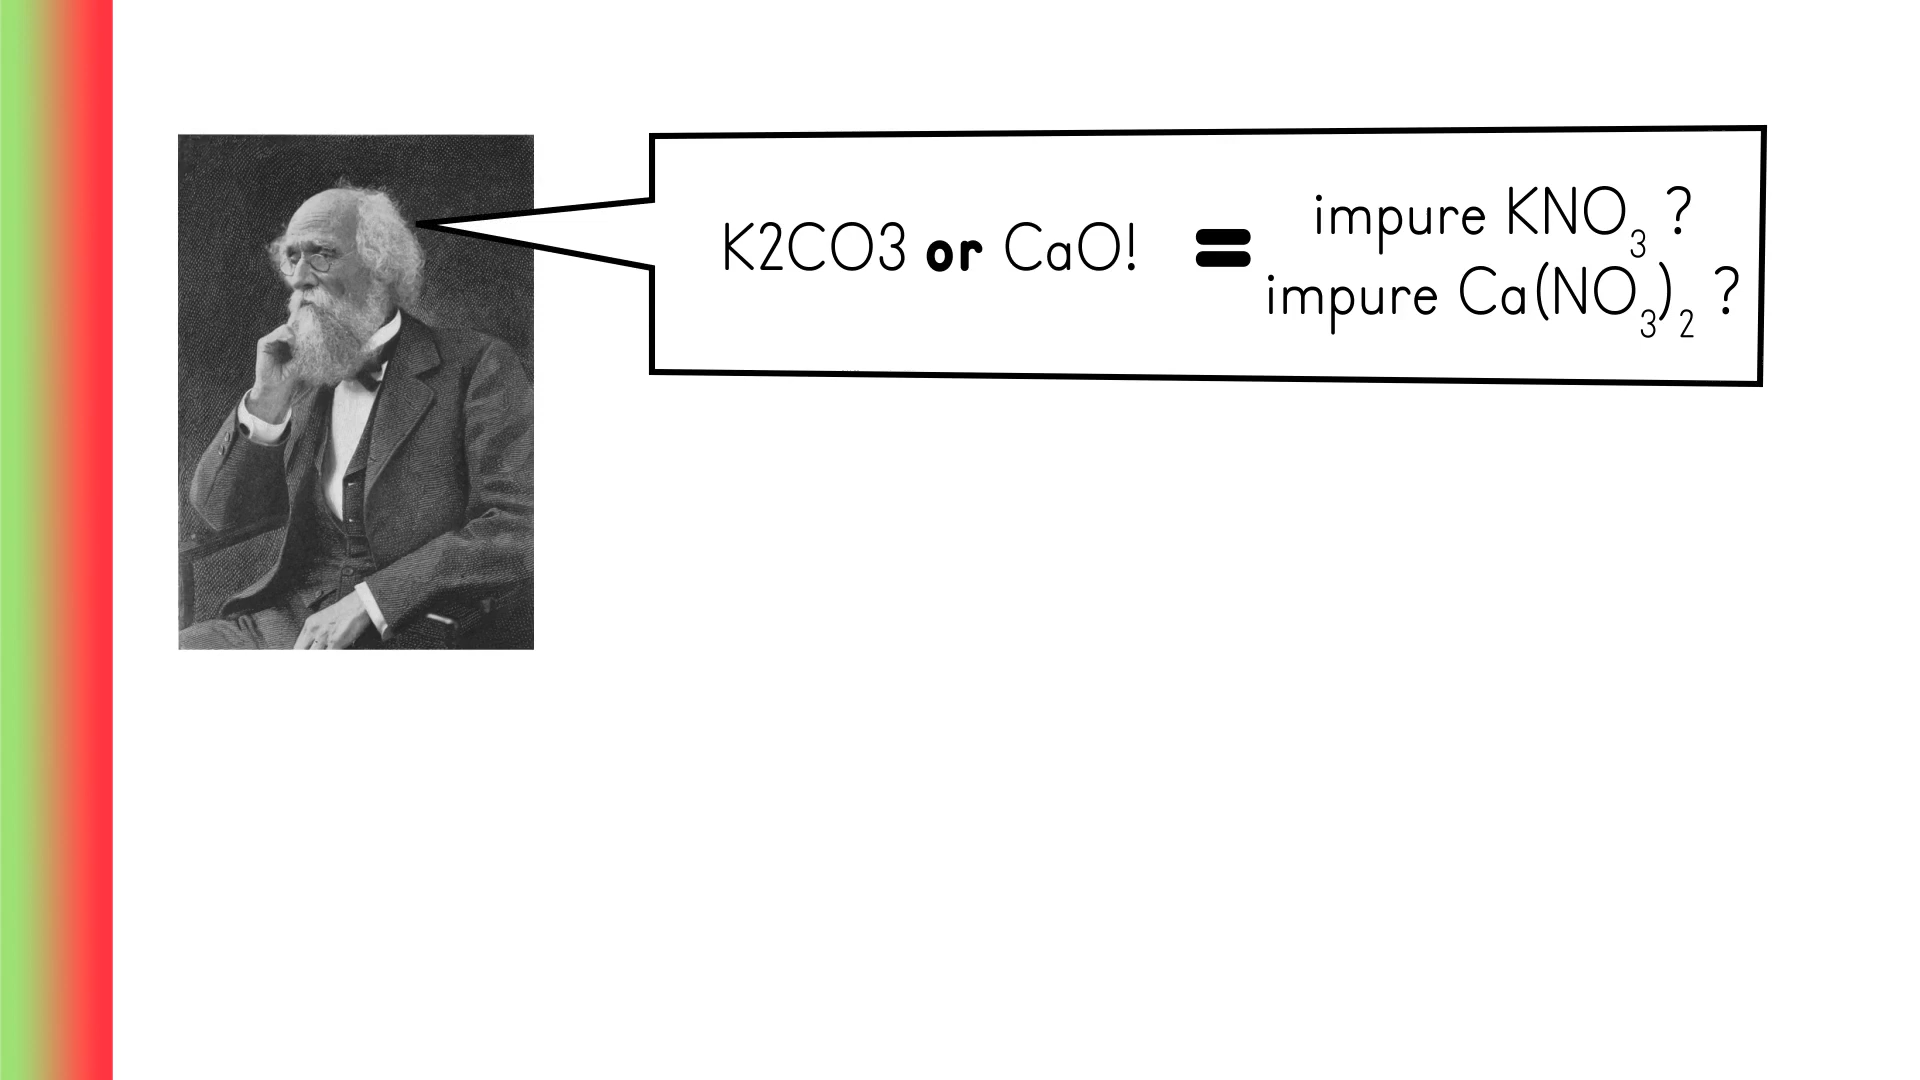 K2CO3 or CaO! =
impure KNO₃ ?
impure Ca(NO₃)₂ ?